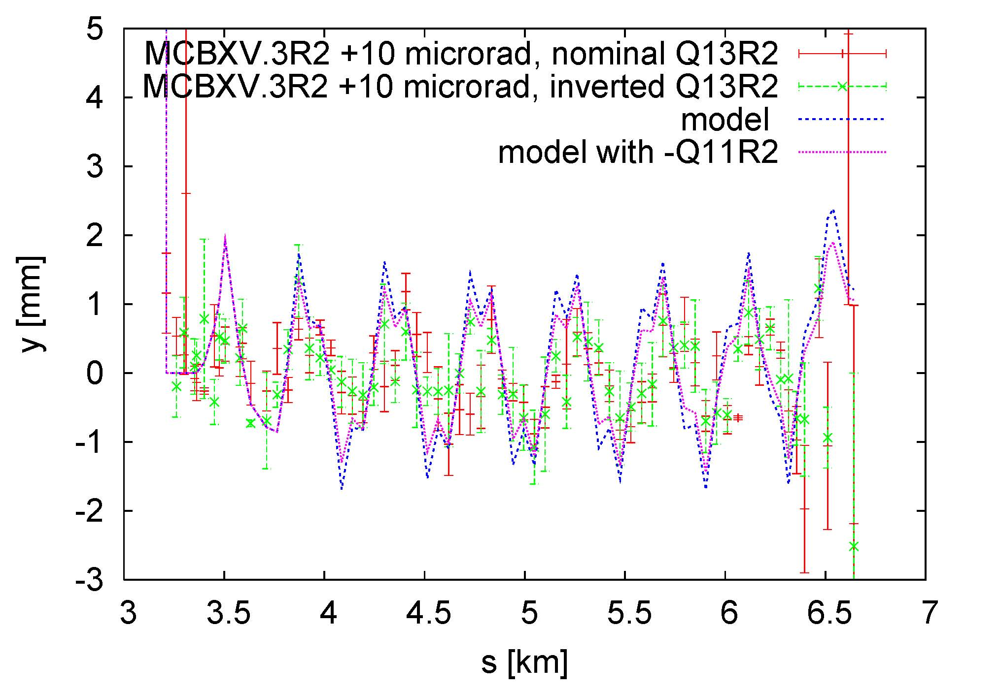 5
4
3
2
1
0
-1
-2
-3
y [mm]
MCBXV.3R2 +10 microrad, nominal Q13R2
MCBXV.3R2 +10 microrad, inverted Q13R2
model
model with -Q11R2
3 3.5 4 4.5 5 5.5 6 6.5 7
s [km]